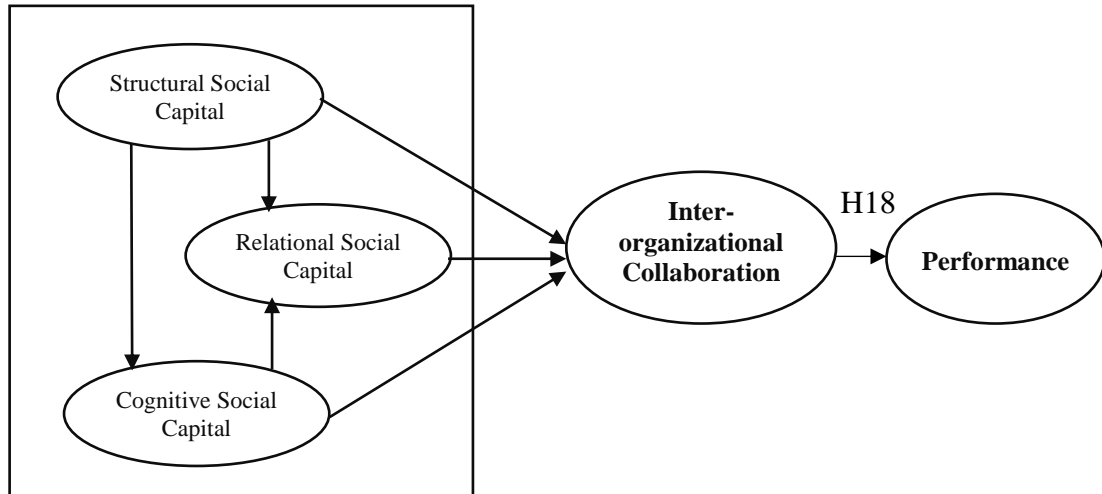 Structural Social
Capital
Relational Social
Capital
Cognitive Social
Capital
Inter-
organizational
Collaboration
H18
Performance